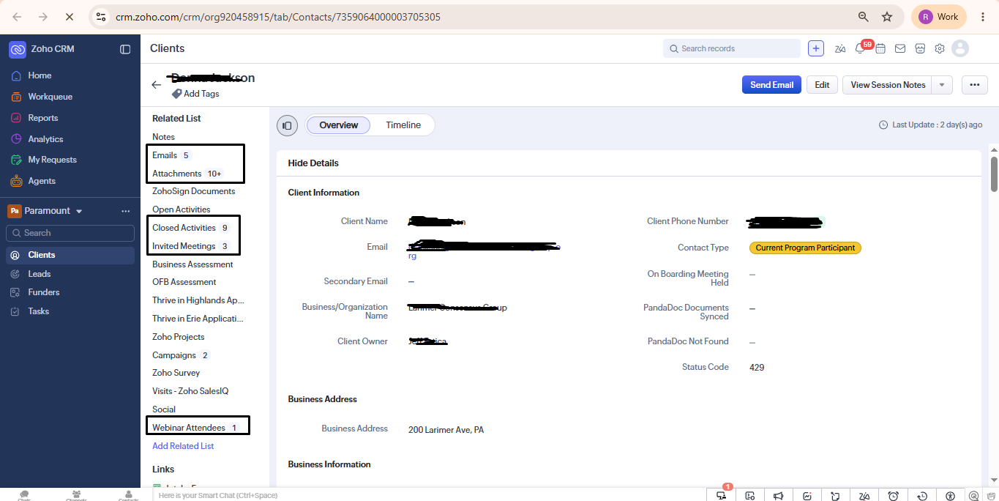 crm.zoho.com/crm/org920458915/tab/Contacts/7359064000003705305
R Work
Zoho CRM
Clients
Search records
59
Home
Workqueue
Reports
Analytics
My Requests
Agents
Pa Paramount
Search
Clients
Leads
Funders
Tasks
Add Tags
Send Email
Edit
View Session Notes
Related List
Notes
Emails 5
Attachments 10+
ZohoSign Documents
Open Activities
Closed Activities 9
Invited Meetings 3
Business Assessment
OFB Assessment
Thrive in Highlands Ap...
Thrive in Erie Applicati...
Zoho Projects
Campaigns 2
Zoho Survey
Visits - Zoho SalesIQ
Social
Webinar Attendees 1
Add Related List
Links
Overview
Timeline
Last Update : 2 day(s) ago
Hide Details
Client Information
Client Name
Client Phone Number
Email
rg
Contact Type
Current Program Participant
Secondary Email
—
On Boarding Meeting
Held
—
Business/Organization
Name
PandaDoc Documents
Synced
—
Client Owner
PandaDoc Not Found
—
Status Code
429
Business Address
Business Address
200 Larimer Ave, PA
Business Information
Chats
Channels
Contacts
Here is your Smart Chat (Ctrl+Space)
1